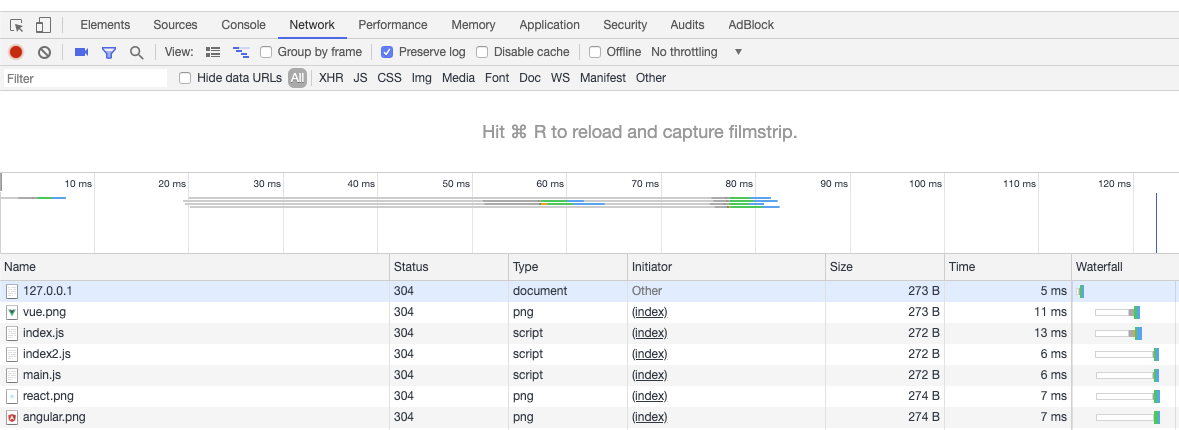 Elements Sources Console Network Performance Memory Application Security Audits AdBlock
View: Group by frame Preserve log Disable cache Offline No throttling
Filter Hide data URLs All XHR JS CSS Img Media Font Doc WS Manifest Other
Hit ⌘ R to reload and capture filmstrip.
10 ms 20 ms 30 ms 40 ms 50 ms 60 ms 70 ms 80 ms 90 ms 100 ms 110 ms 120 ms
Name Status Type Initiator Size Time Waterfall
127.0.0.1 304 document Other 273 B 5 ms
vue.png 304 png (index) 273 B 11 ms
index.js 304 script (index) 272 B 13 ms
index2.js 304 script (index) 272 B 6 ms
main.js 304 script (index) 272 B 6 ms
react.png 304 png (index) 274 B 7 ms
angular.png 304 png (index) 274 B 7 ms